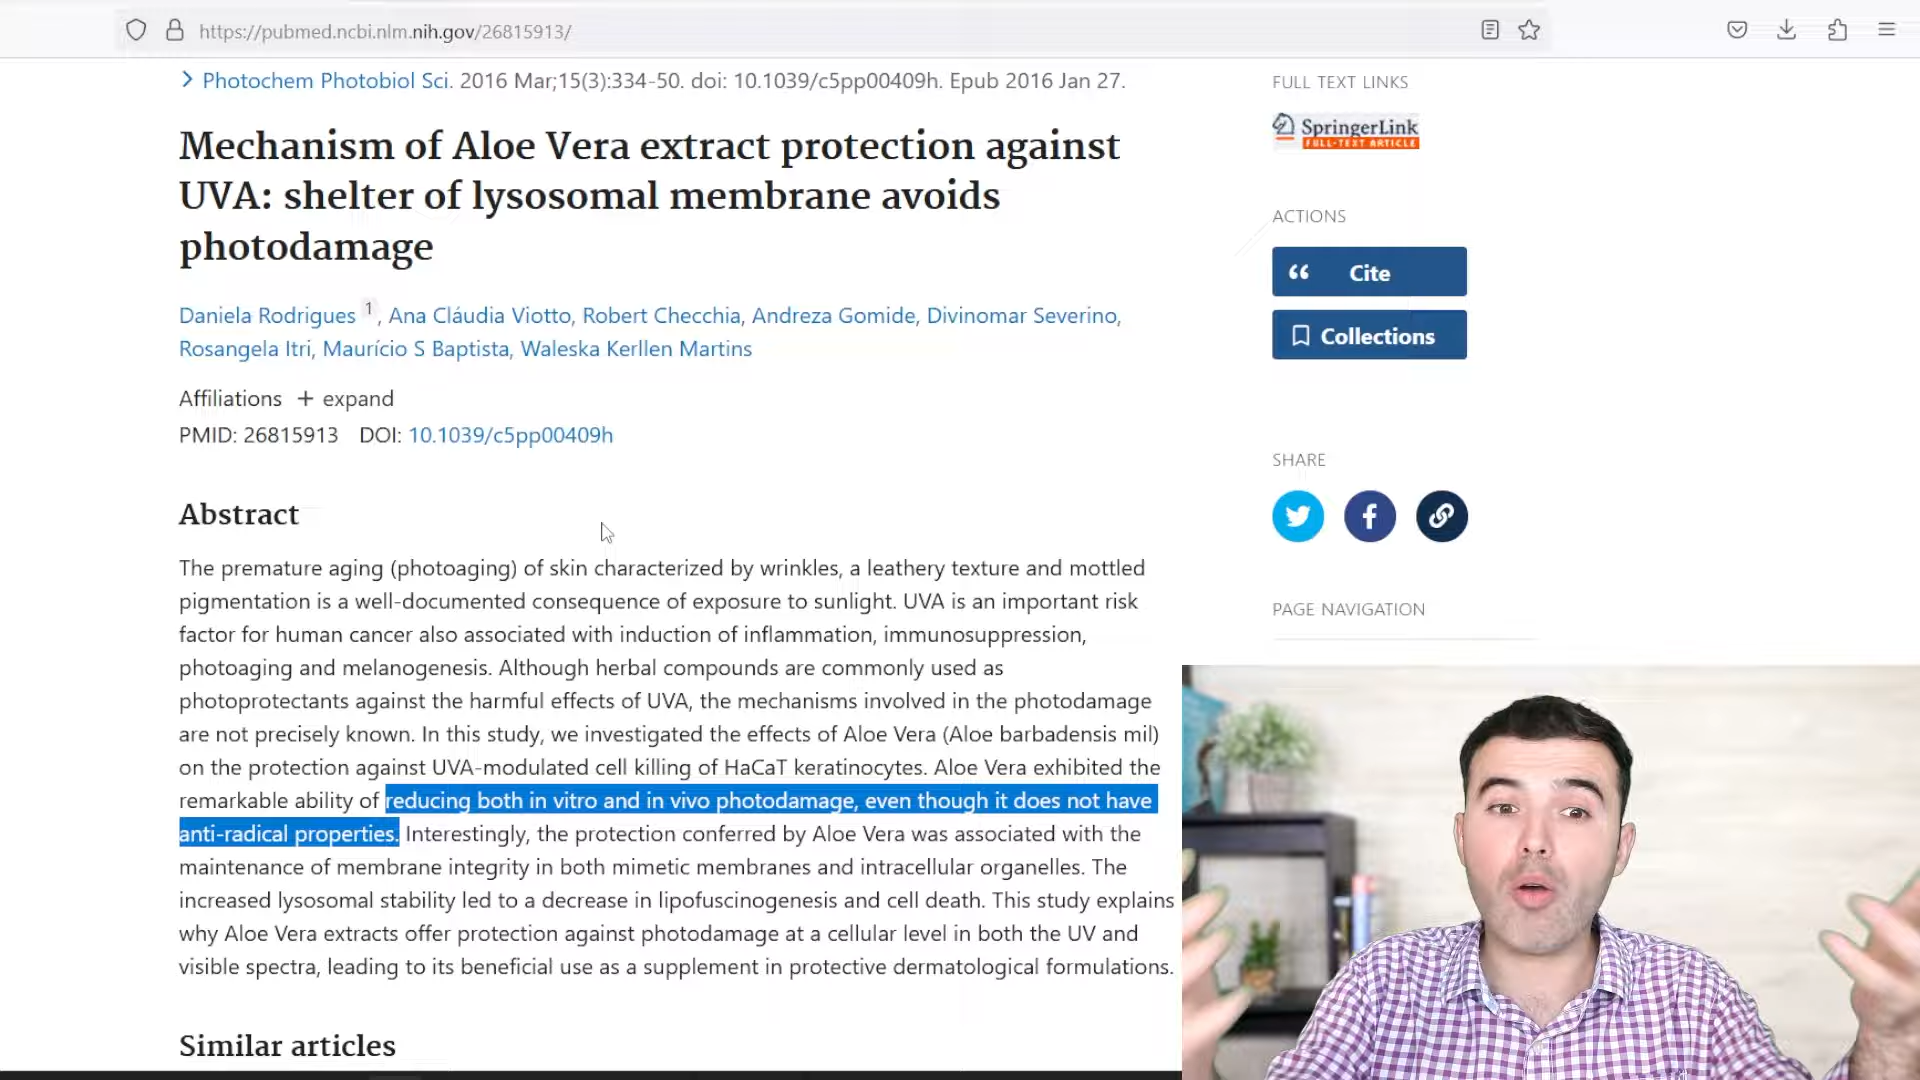 https://pubmed.ncbi.nlm.nih.gov/26815913/
Photochem Photobiol Sci. 2016 Mar;15(3):334-50. doi: 10.1039/c5pp00409h. Epub 2016 Jan 27.
Mechanism of Aloe Vera extract protection against
UVA: shelter of lysosomal membrane avoids
photodamage
Daniela Rodrigues 1, Ana Cláudia Viotto, Robert Checchia, Andreza Gomide, Divinomar Severino,
Rosangela Itri, Maurício S Baptista, Waleska Kerllen Martins
Affiliations + expand
PMID: 26815913 DOI: 10.1039/c5pp00409h
Abstract
The premature aging (photoaging) of skin characterized by wrinkles, a leathery texture and mottled
pigmentation is a well-documented consequence of exposure to sunlight. UVA is an important risk
factor for human cancer also associated with induction of inflammation, immunosuppression,
photoaging and melanogenesis. Although herbal compounds are commonly used as
photoprotectants against the harmful effects of UVA, the mechanisms involved in the photodamage
are not precisely known. In this study, we investigated the effects of Aloe Vera (Aloe barbadensis mil)
on the protection against UVA-modulated cell killing of HaCaT keratinocytes. Aloe Vera exhibited the
remarkable ability of reducing both in vitro and in vivo photodamage, even though it does not have
anti-radical properties. Interestingly, the protection conferred by Aloe Vera was associated with the
maintenance of membrane integrity in both mimetic membranes and intracellular organelles. The
increased lysosomal stability led to a decrease in lipofuscinogenesis and cell death. This study explains
why Aloe Vera extracts offer protection against photodamage at a cellular level in both the UV and
visible spectra, leading to its beneficial use as a supplement in protective dermatological formulations.
Similar articles
FULL TEXT LINKS
SpringerLink
FULL-TEXT ARTICLE
ACTIONS
Cite
Collections
SHARE
PAGE NAVIGATION